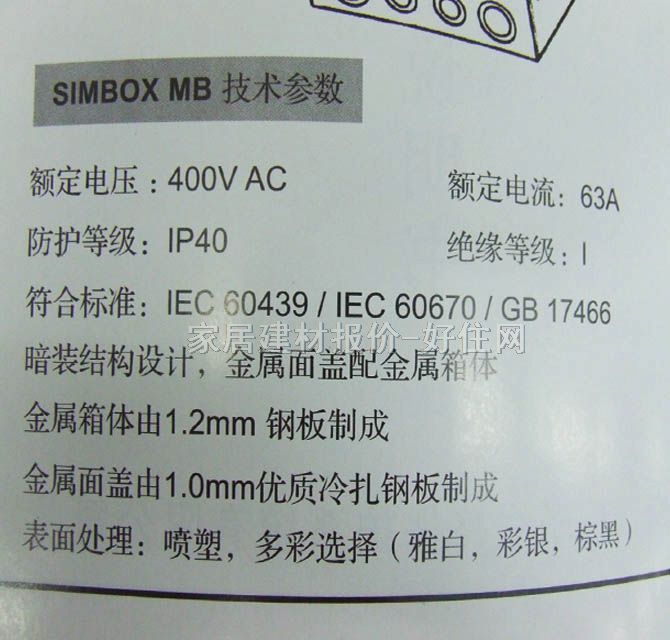 SIMBOX MB 技术参数
额定电压：400V AC 额定电流：63A
防护等级：IP40 绝缘等级：I
符合标准：IEC 60439 / IEC 60670 / GB 17466
家居建材报价-好住网
暗装结构设计，金属面盖配金属箱体
金属箱体由1.2mm 钢板制成
金属面盖由1.0mm优质冷扎钢板制成
表面处理：喷塑，多彩选择（雅白，彩银，棕黑）